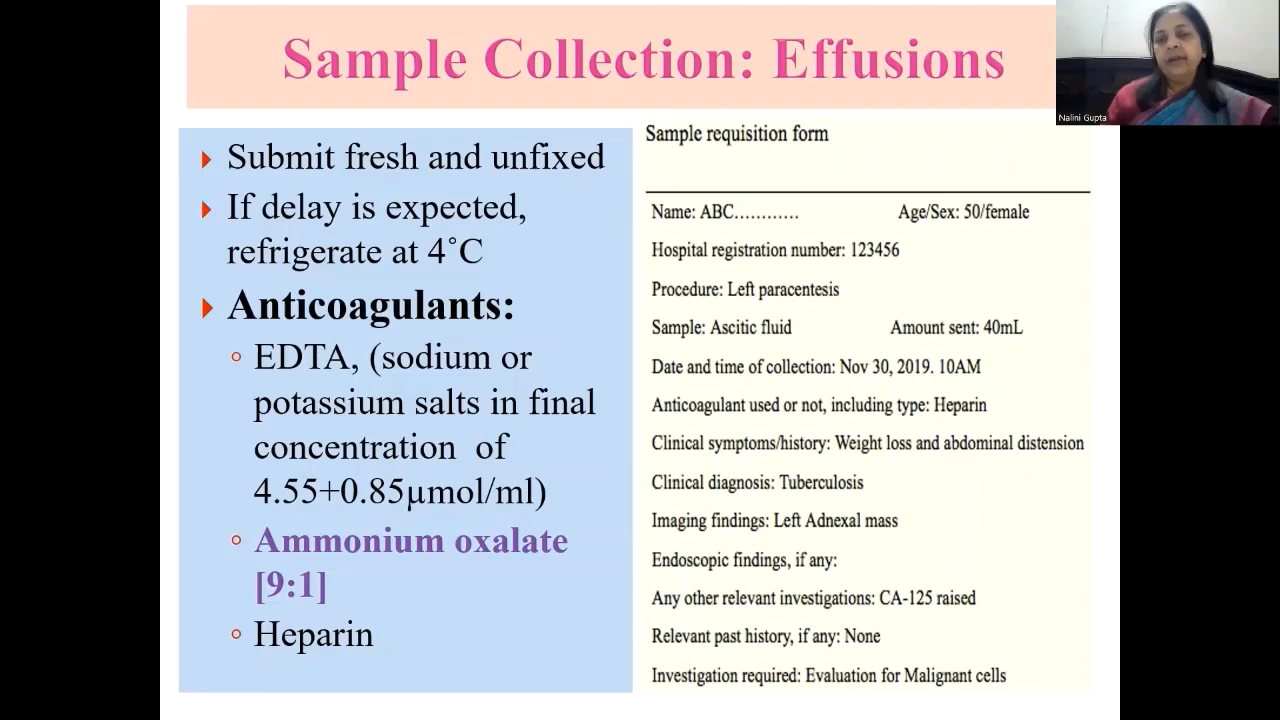 Sample Collection: Effusions
Nalini Gupta
Submit fresh and unfixed
If delay is expected,
refrigerate at 4˚C
Anticoagulants:
EDTA, (sodium or
potassium salts in final
concentration of
4.55+0.85µmol/ml)
Ammonium oxalate
[9:1]
Heparin
Sample requisition form
Name: ABC............ Age/Sex: 50/female
Hospital registration number: 123456
Procedure: Left paracentesis
Sample: Ascitic fluid Amount sent: 40mL
Date and time of collection: Nov 30, 2019. 10AM
Anticoagulant used or not, including type: Heparin
Clinical symptoms/history: Weight loss and abdominal distension
Clinical diagnosis: Tuberculosis
Imaging findings: Left Adnexal mass
Endoscopic findings, if any:
Any other relevant investigations: CA-125 raised
Relevant past history, if any: None
Investigation required: Evaluation for Malignant cells